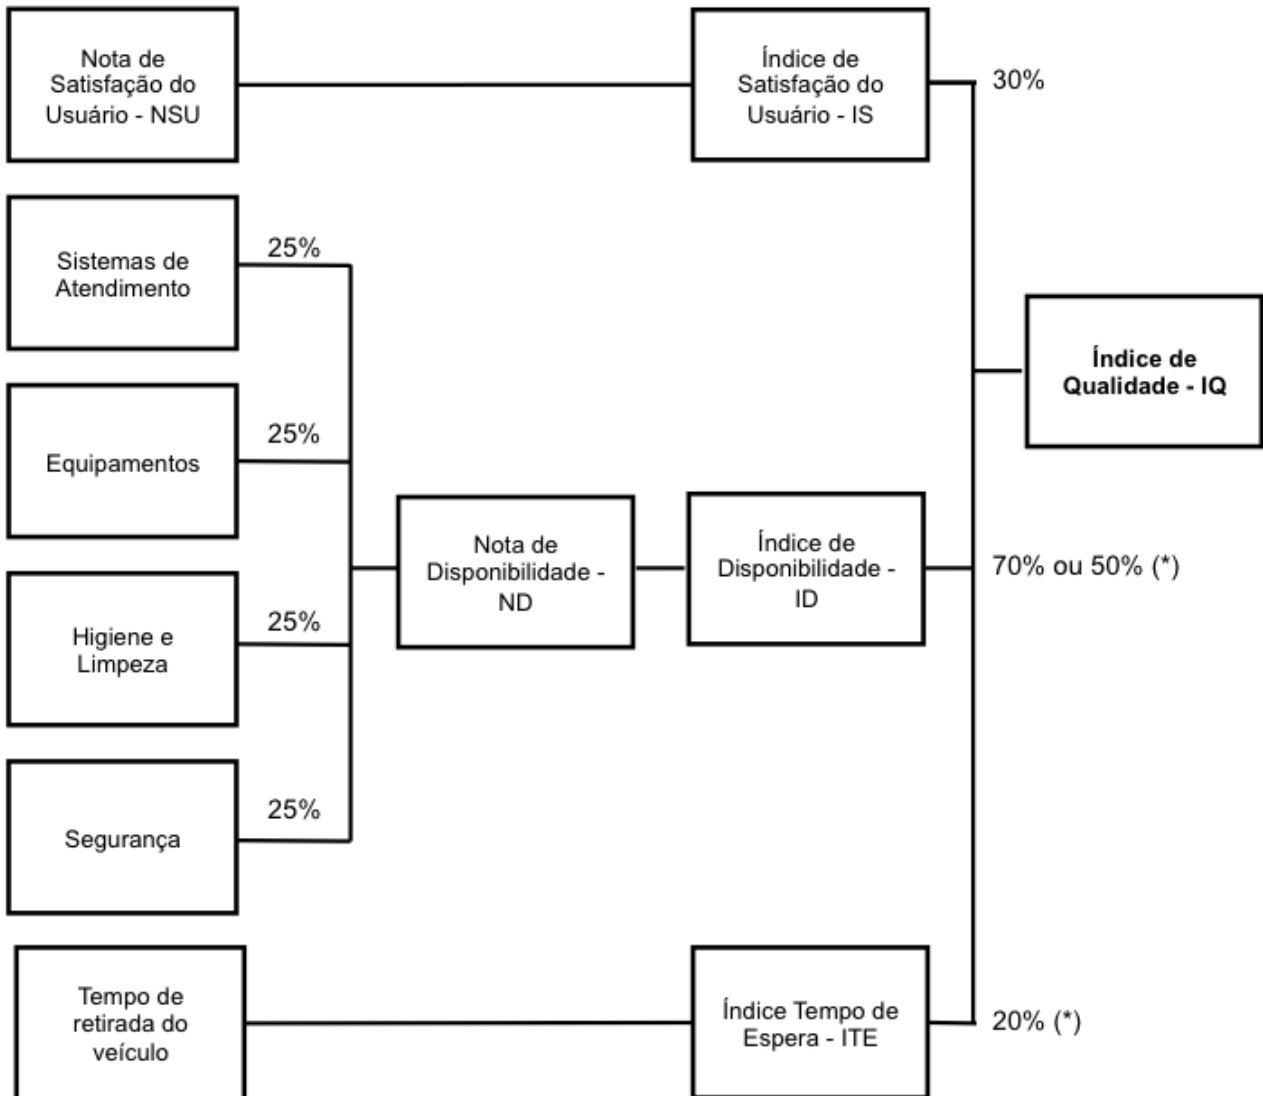 Nota de
Satisfação do
Usuário - NSU
Índice de
Satisfação do
Usuário - IS
30%
Sistemas de
Atendimento
25%
Índice de
Qualidade - IQ
Equipamentos
25%
Nota de
Disponibilidade -
ND
Índice de
Disponibilidade -
ID
70% ou 50% (*)
Higiene e
Limpeza
25%
Segurança
25%
Tempo de
retirada do
veículo
Índice Tempo de
Espera - ITE
20% (*)